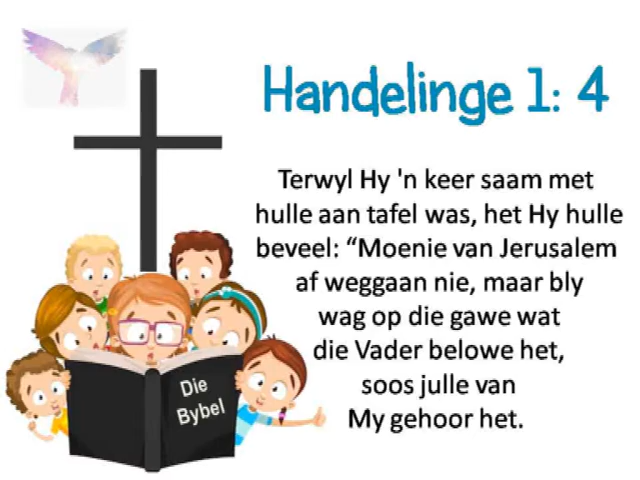 Handelinge 1: 4
Terwyl Hy 'n keer saam met
hulle aan tafel was, het Hy hulle
beveel: “Moenie van Jerusalem
af weggaan nie, maar bly
wag op die gawe wat
die Vader belowe het,
soos julle van
My gehoor het.
Die
Bybel